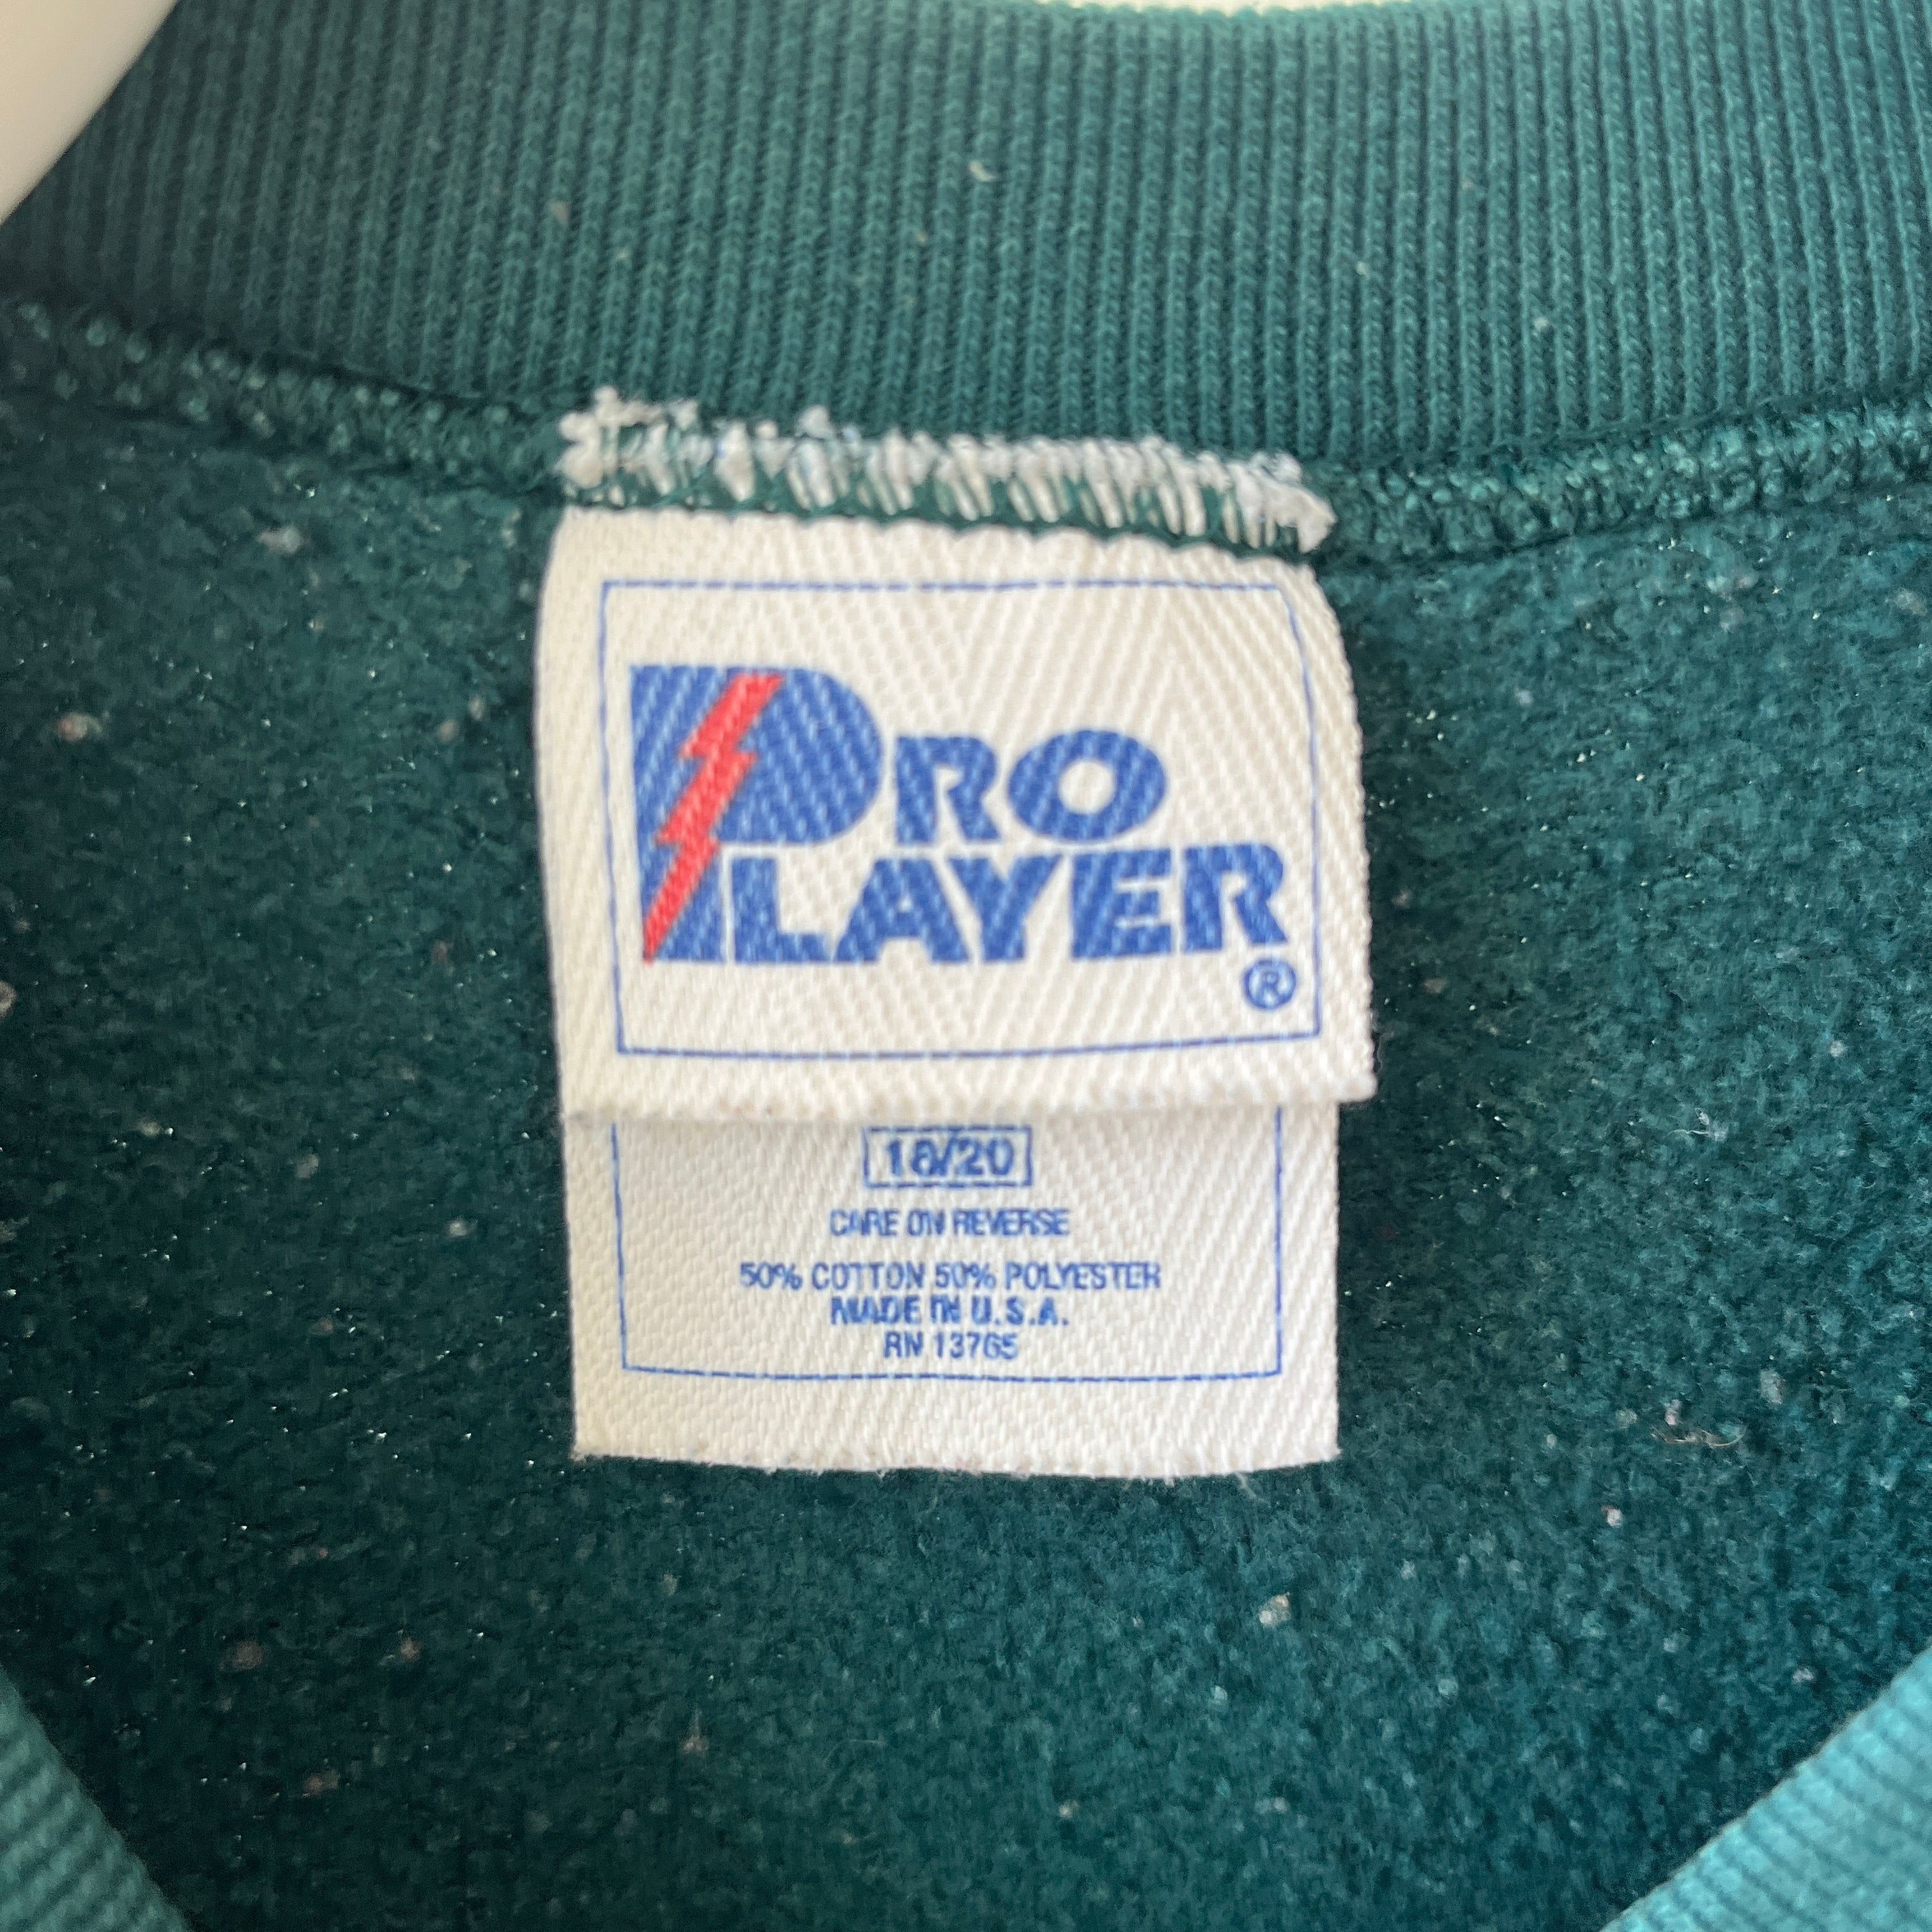 PRO
PLAYER
®
18/20
CARE ON REVERSE
50% COTTON 50% POLYESTER
MADE IN U.S.A.
RN 13765